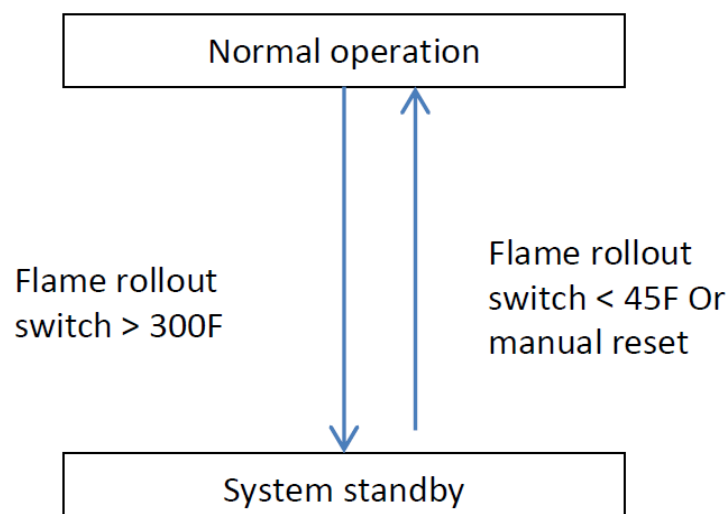 Normal operation
Flame rollout
switch > 300F
Flame rollout
switch < 45F Or
manual reset
System standby